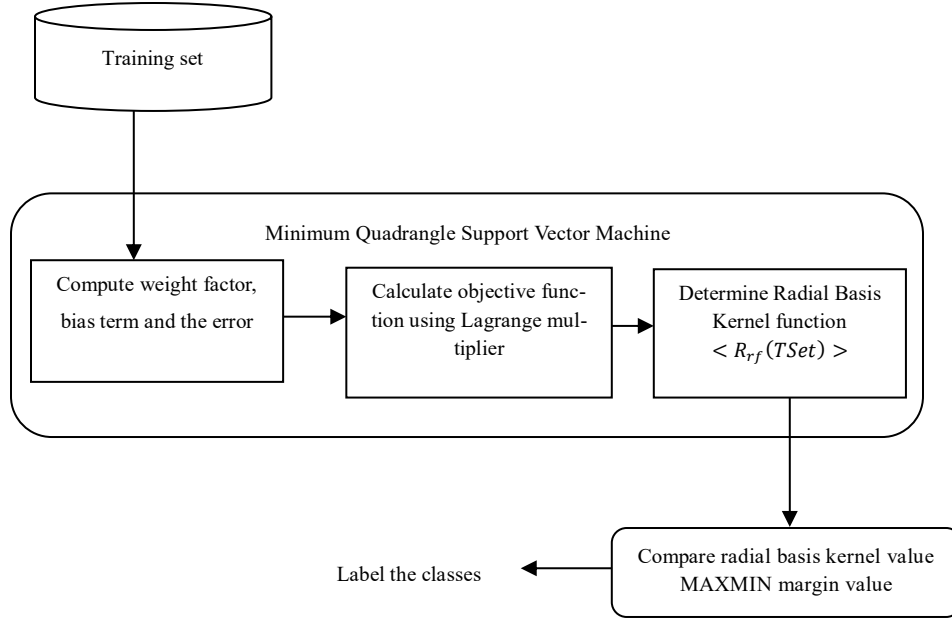 Training set
Minimum Quadrangle Support Vector Machine
Compute weight factor,
bias term and the error
Calculate objective func-
tion using Lagrange mul-
tiplier
Determine Radial Basis
Kernel function
< R_{rf}(TSet) >
Compare radial basis kernel value
MAXMIN margin value
Label the classes